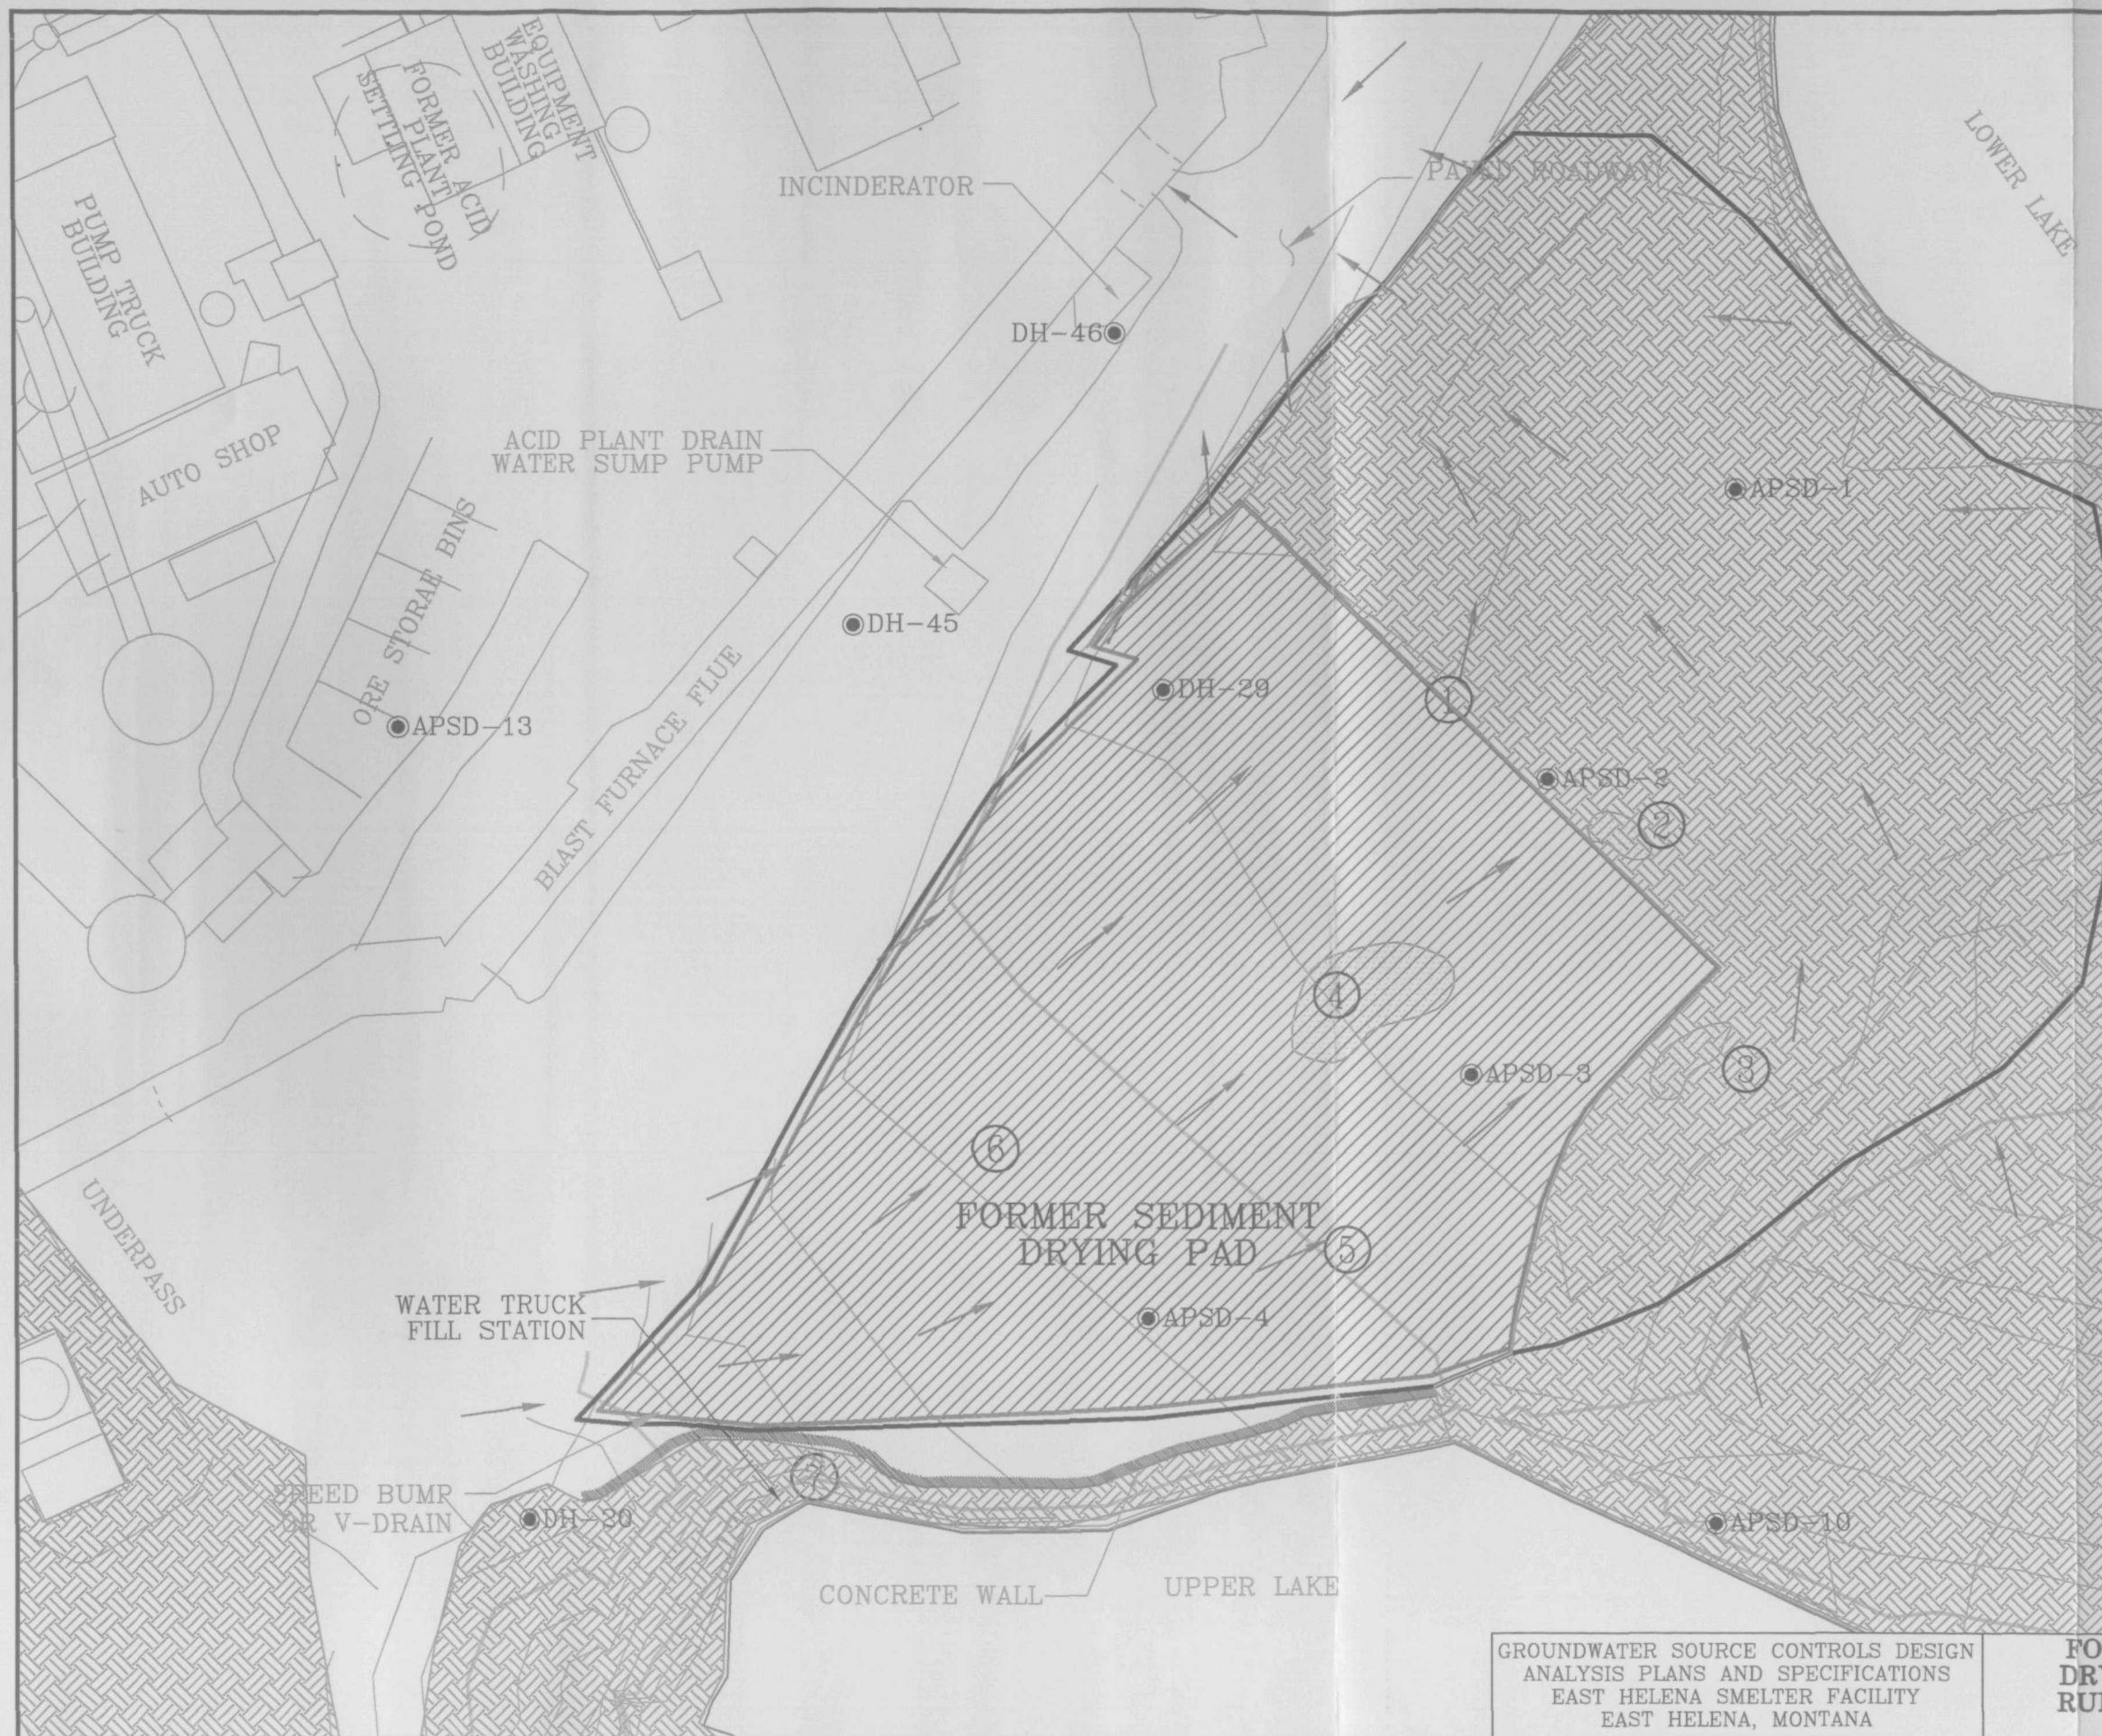 EQUIPMENT
WASHING
BUILDING
FORMER ACID
PLANT
SETTLING POND
LOWER LAKE
INCINDERATOR
PAVED ROADWAY
PUMP TRUCK
BUILDING
DH-46
ACID PLANT DRAIN
WATER SUMP PUMP
AUTO SHOP
APSD-1
ORE STORAE BINS
DH-45
DH-29
1
APSD-13
BLAST FURNACE FLUE
APSD-2
2
4
APSD-3
3
6
UNDERPASS
FORMER SEDIMENT
DRYING PAD
5
WATER TRUCK
FILL STATION
APSD-4
7
SPEED BUMP
OR V-DRAIN
DH-20
APSD-10
CONCRETE WALL
UPPER LAKE
GROUNDWATER SOURCE CONTROLS DESIGN
ANALYSIS PLANS AND SPECIFICATIONS
EAST HELENA SMELTER FACILITY
EAST HELENA, MONTANA
FO
DRY
RU